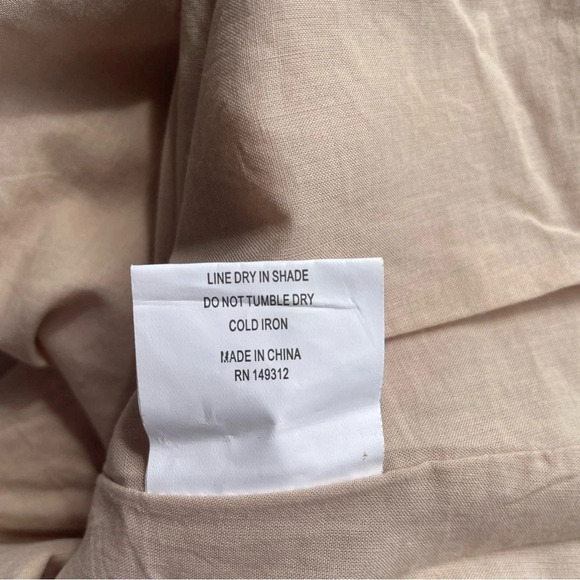 LINE DRY IN SHADE
DO NOT TUMBLE DRY
COLD IRON
MADE IN CHINA
RN 149312